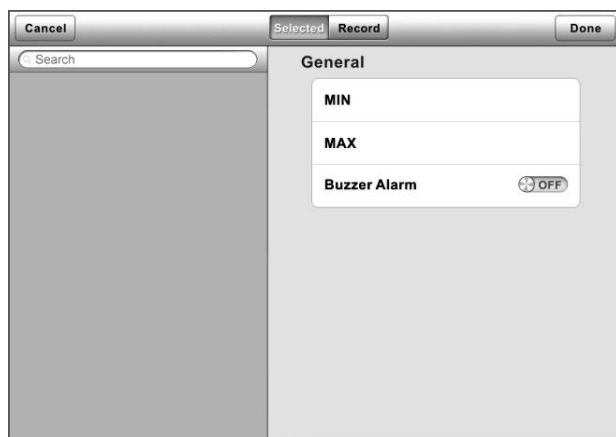 Cancel
Selected
Record
Done
Search
General
MIN
MAX
Buzzer Alarm
OFF